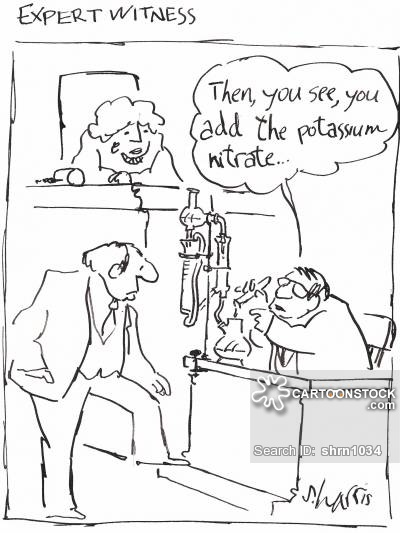 EXPERT WITNESS
Then, you see, you
add the potassium
nitrate...
CARTOONSTOCK
.com
Search ID: shrn1034
S.Harris